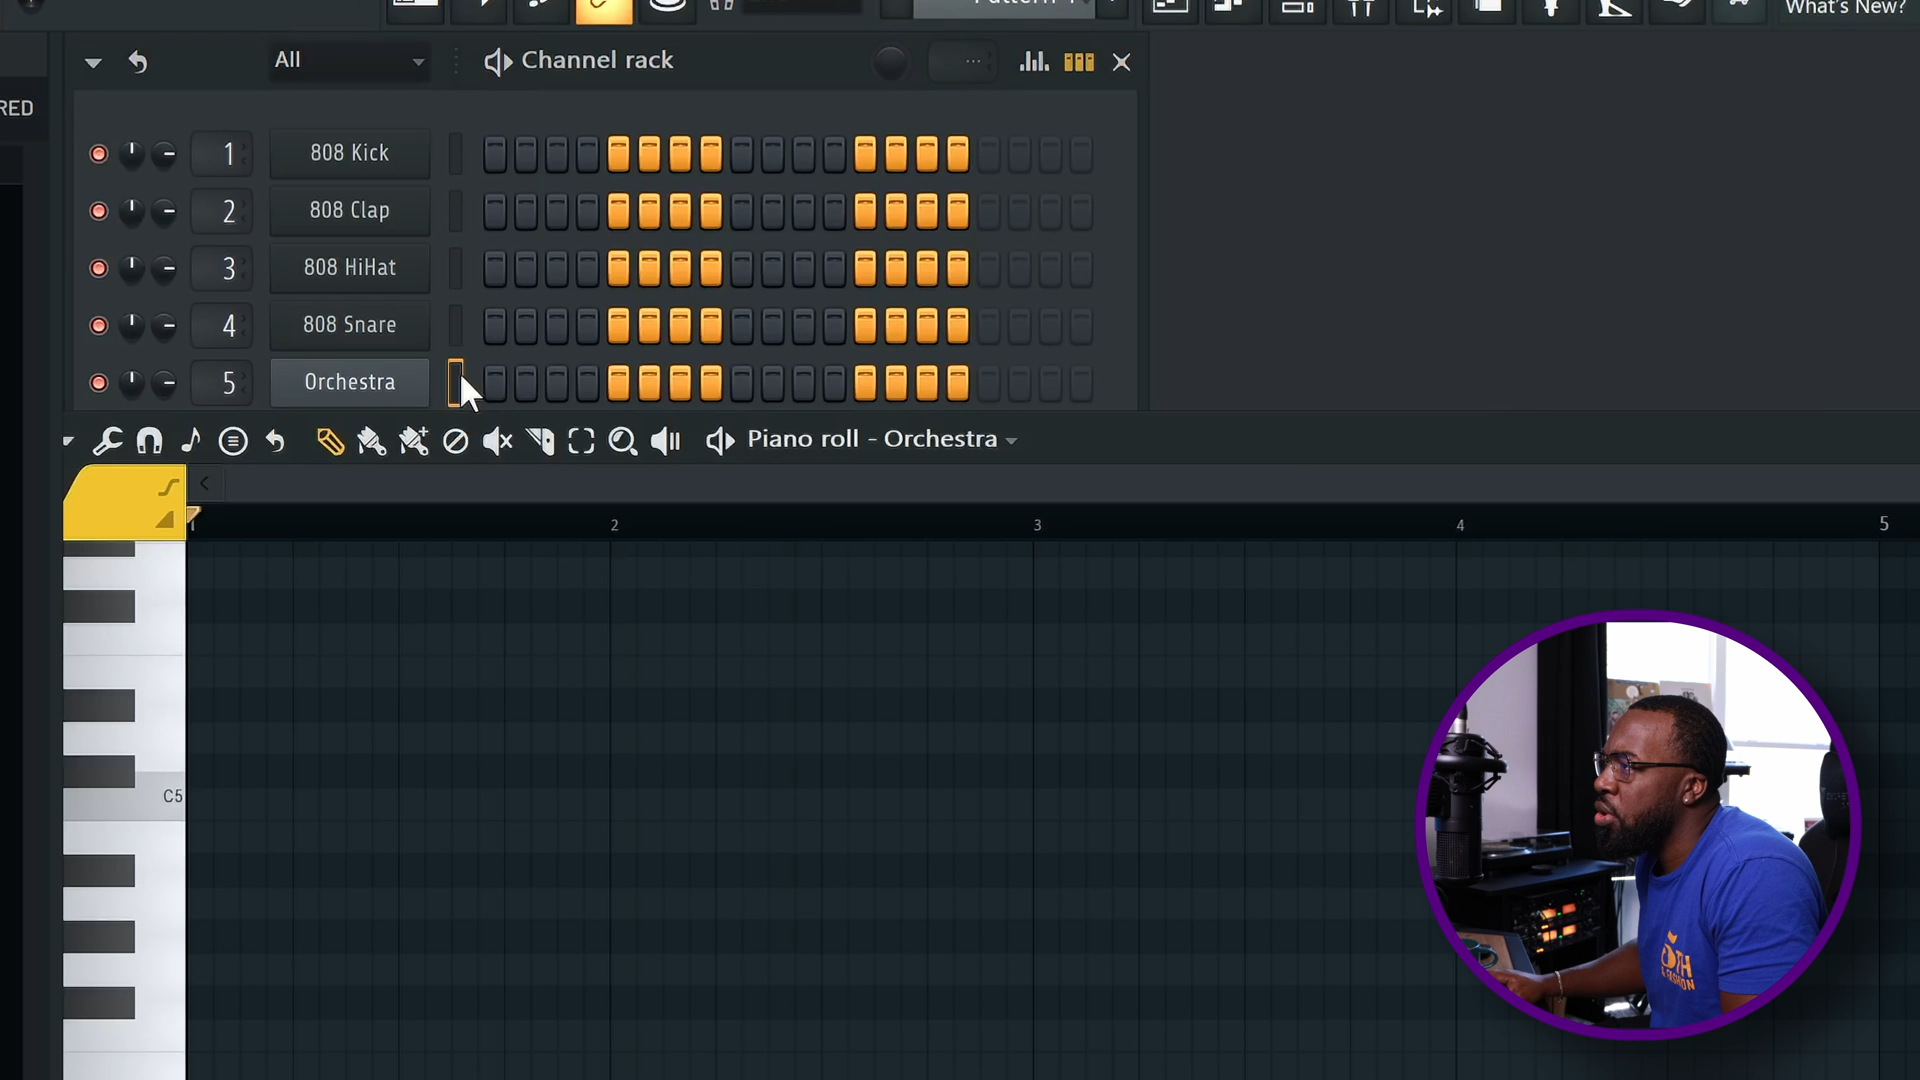 What's New?
RED
All
Channel rack
1 808 Kick
2 808 Clap
3 808 HiHat
4 808 Snare
5 Orchestra
Piano roll - Orchestra
1 2 3 4 5
C5